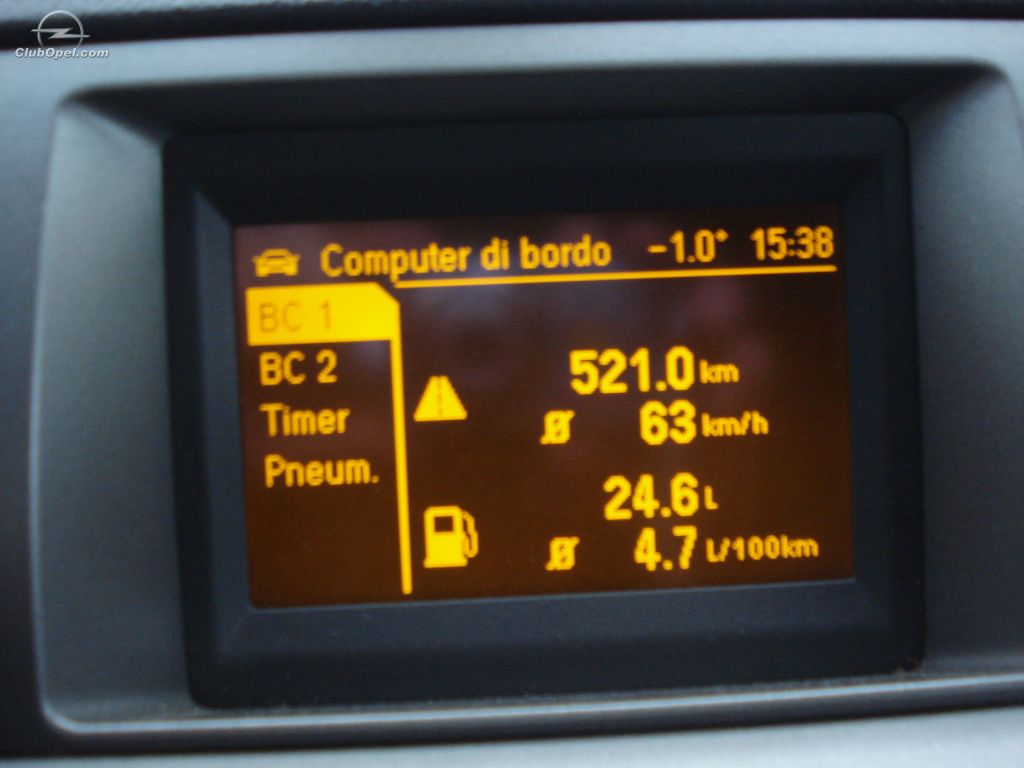 ClubOpel.com
Computer di bordo -1.0° 15:38
BC 1
BC 2
Timer
Pneum.
521.0 km
Ø 63 km/h
24.6 L
Ø 4.7 L/100km